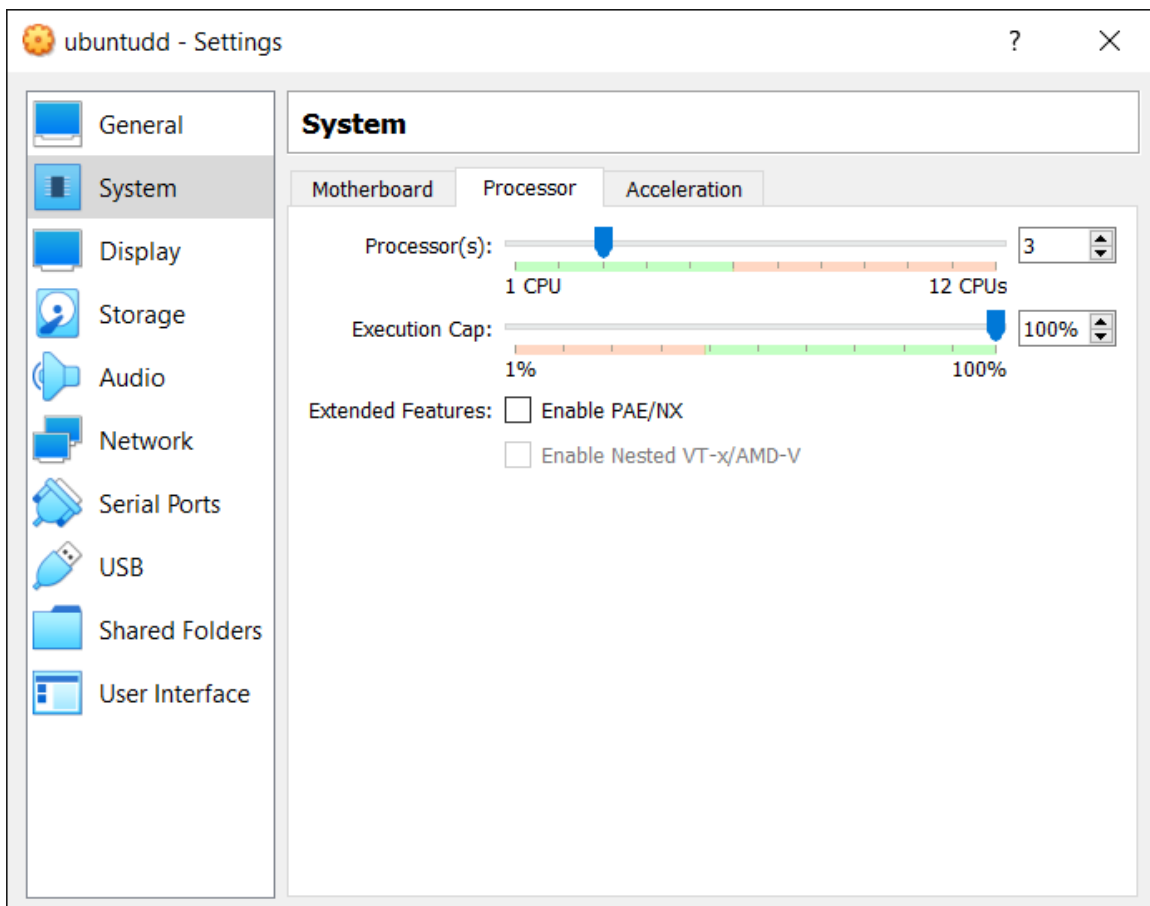 ubuntudd - Settings
?
General
System
Display
Storage
Audio
Network
Serial Ports
USB
Shared Folders
User Interface
System
Motherboard Processor Acceleration
Processor(s): 3
1 CPU 12 CPUs
Execution Cap: 100%
1% 100%
Extended Features: Enable PAE/NX
Enable Nested VT-x/AMD-V